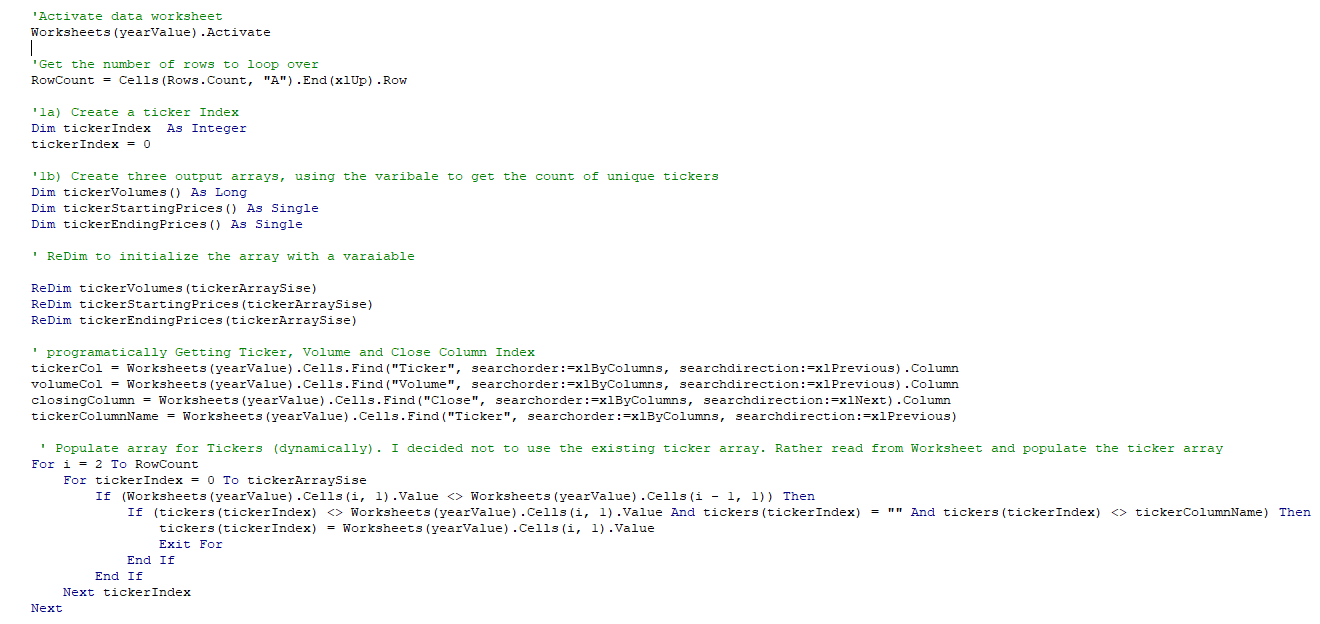 'Activate data worksheet
Worksheets(yearValue).Activate
'Get the number of rows to loop over
RowCount = Cells(Rows.Count, "A").End(xlUp).Row
'1a) Create a ticker Index
Dim tickerIndex  As Integer
tickerIndex = 0
'1b) Create three output arrays, using the varibale to get the count of unique tickers
Dim tickerVolumes() As Long
Dim tickerStartingPrices() As Single
Dim tickerEndingPrices() As Single
' ReDim to initialize the array with a varaiable
ReDim tickerVolumes(tickerArraySise)
ReDim tickerStartingPrices(tickerArraySise)
ReDim tickerEndingPrices(tickerArraySise)
' programatically Getting Ticker, Volume and Close Column Index
tickerCol = Worksheets(yearValue).Cells.Find("Ticker", searchorder:=xlByColumns, searchdirection:=xlPrevious).Column
volumeCol = Worksheets(yearValue).Cells.Find("Volume", searchorder:=xlByColumns, searchdirection:=xlPrevious).Column
closingColumn = Worksheets(yearValue).Cells.Find("Close", searchorder:=xlByColumns, searchdirection:=xlNext).Column
tickerColumnName = Worksheets(yearValue).Cells.Find("Ticker", searchorder:=xlByColumns, searchdirection:=xlPrevious)
' Populate array for Tickers (dynamically). I decided not to use the existing ticker array. Rather read from Worksheet and populate the ticker array
For i = 2 To RowCount
    For tickerIndex = 0 To tickerArraySise
        If (Worksheets(yearValue).Cells(i, 1).Value <> Worksheets(yearValue).Cells(i - 1, 1)) Then
            If (tickers(tickerIndex) <> Worksheets(yearValue).Cells(i, 1).Value And tickers(tickerIndex) = "" And tickers(tickerIndex) <> tickerColumnName) Then
                tickers(tickerIndex) = Worksheets(yearValue).Cells(i, 1).Value
                Exit For
            End If
        End If
    Next tickerIndex
Next